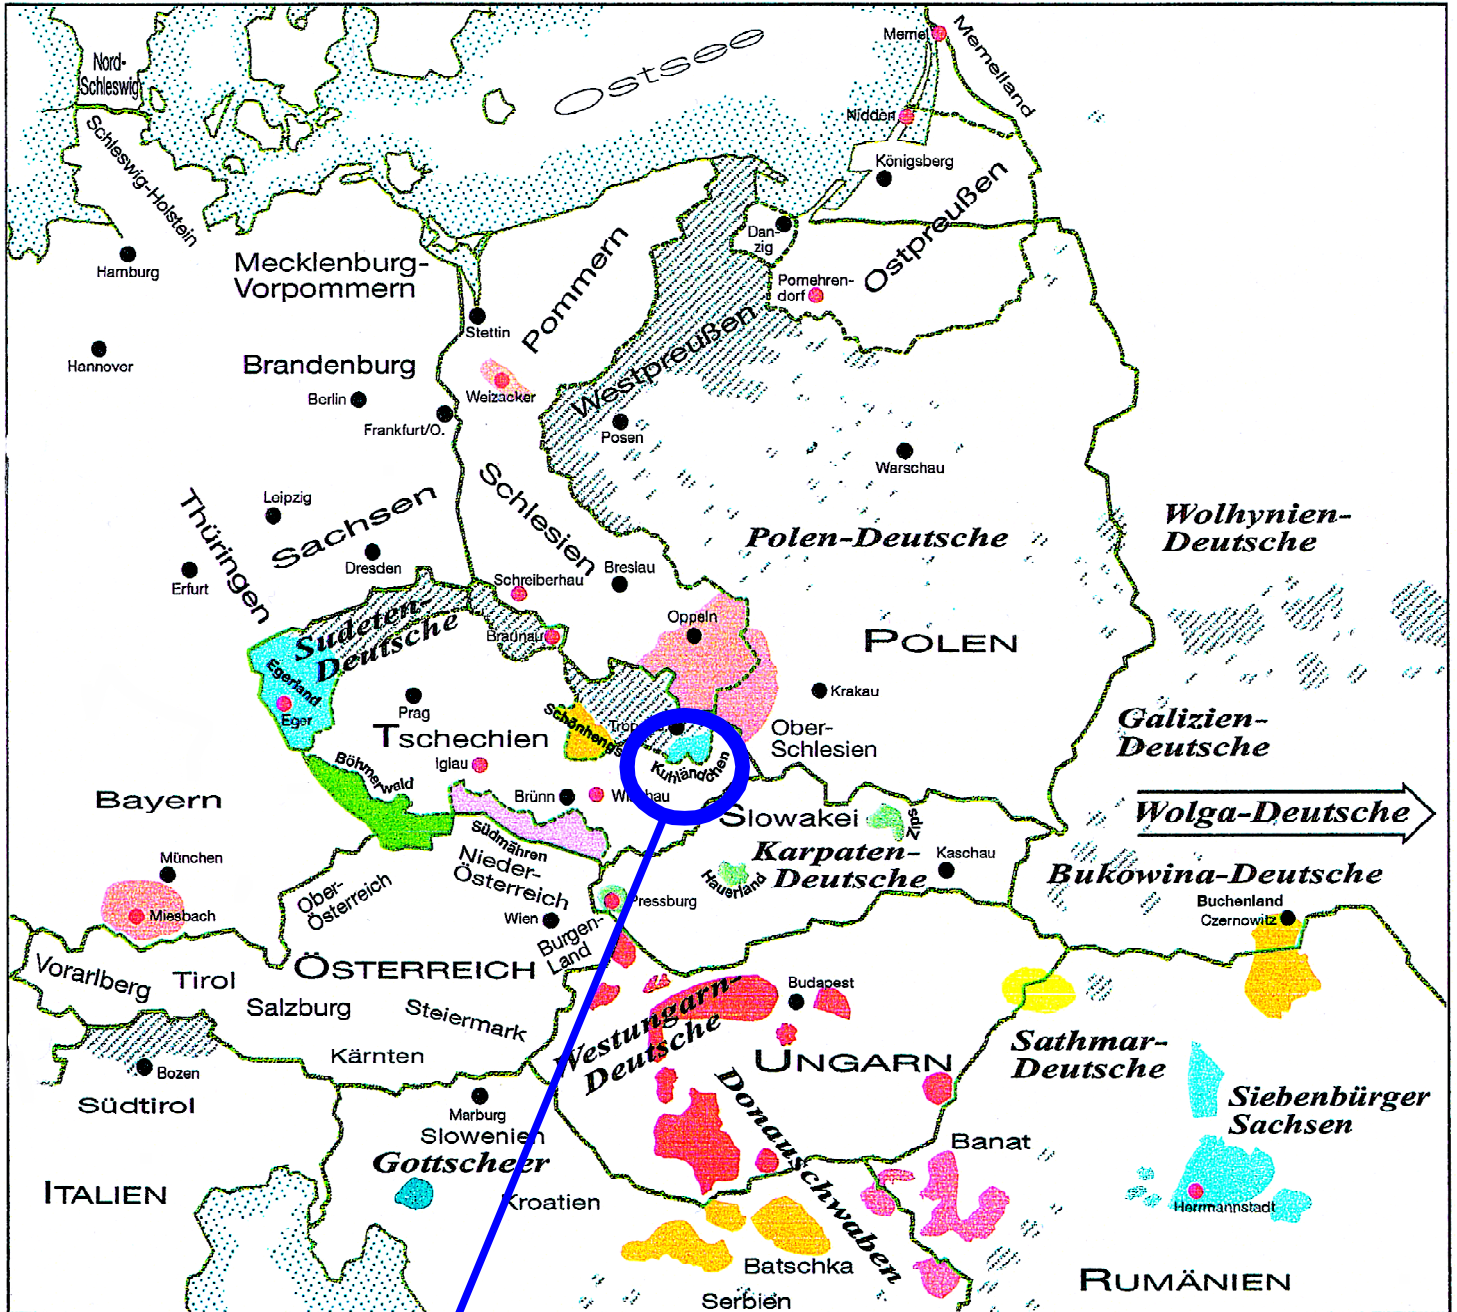 Nord-
Schleswig
Schleswig-Holstein
Ostsee
Memel
Memelland
Nidden
Königsberg
Ostpreußen
Dan-
zig
Pomehren-
dorf
Hamburg
Mecklenburg-
Vorpommern
Stettin
Pommern
Westpreußen
Hannover
Brandenburg
Berlin
Frankfurt/O.
Weizacker
Posen
Warschau
Leipzig
Sachsen
Schlesien
Thüringen
Dresden
Erfurt
Schreiberhau
Breslau
Polen-Deutsche
Wolhynien-
Deutsche
Sudeten-
Deutsche
Braunau
Oppeln
POLEN
Egerland
Eger
Prag
Tschechien
Schönhengst
Krakau
Ober-
Schlesien
Galizien-
Deutsche
Kuhländchen
Böhmerwald
Iglau
Brünn
Bayern
Südmähren
Slowakei
Zips
Wolga-Deutsche
München
Miesbach
Ober-
Österreich
Nieder-
Österreich
Wien
Pressburg
Hauerland
Karpaten-
Deutsche
Kaschau
Bukowina-Deutsche
Buchenland
Czernowitz
Burgen-
Land
Vorarlberg
Tirol
ÖSTERREICH
Salzburg
Steiermark
Kärnten
Bozen
Südtirol
Westungarn-
Deutsche
Budapest
UNGARN
Sathmar-
Deutsche
Siebenbürger
Sachsen
Marburg
Slowenien
Gottscheer
Kroatien
Donauschwaben
Banat
ITALIEN
Herrmannstadt
Batschka
Serbien
RUMÄNIEN